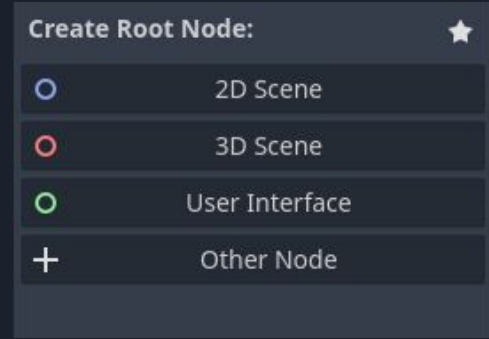 Create Root Node:
2D Scene
3D Scene
User Interface
Other Node